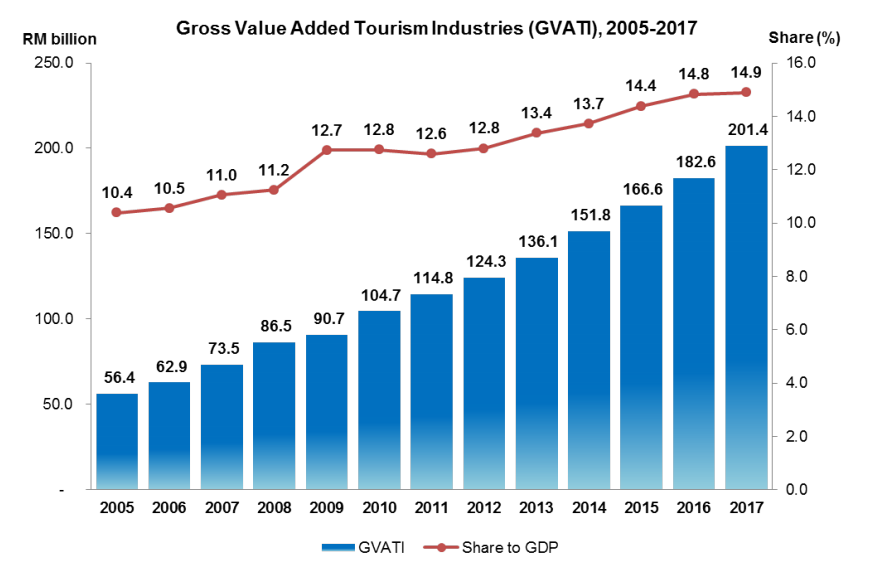 Gross Value Added Tourism Industries (GVATI), 2005-2017
RM billion
Share (%)
250.0
200.0
150.0
100.0
50.0
-
16.0
14.0
12.0
10.0
8.0
6.0
4.0
2.0
0.0
10.4 10.5 11.0 11.2 12.7 12.8 12.6 12.8 13.4 13.7 14.4 14.8 14.9
56.4 62.9 73.5 86.5 90.7 104.7 114.8 124.3 136.1 151.8 166.6 182.6 201.4
2005 2006 2007 2008 2009 2010 2011 2012 2013 2014 2015 2016 2017
GVATI Share to GDP